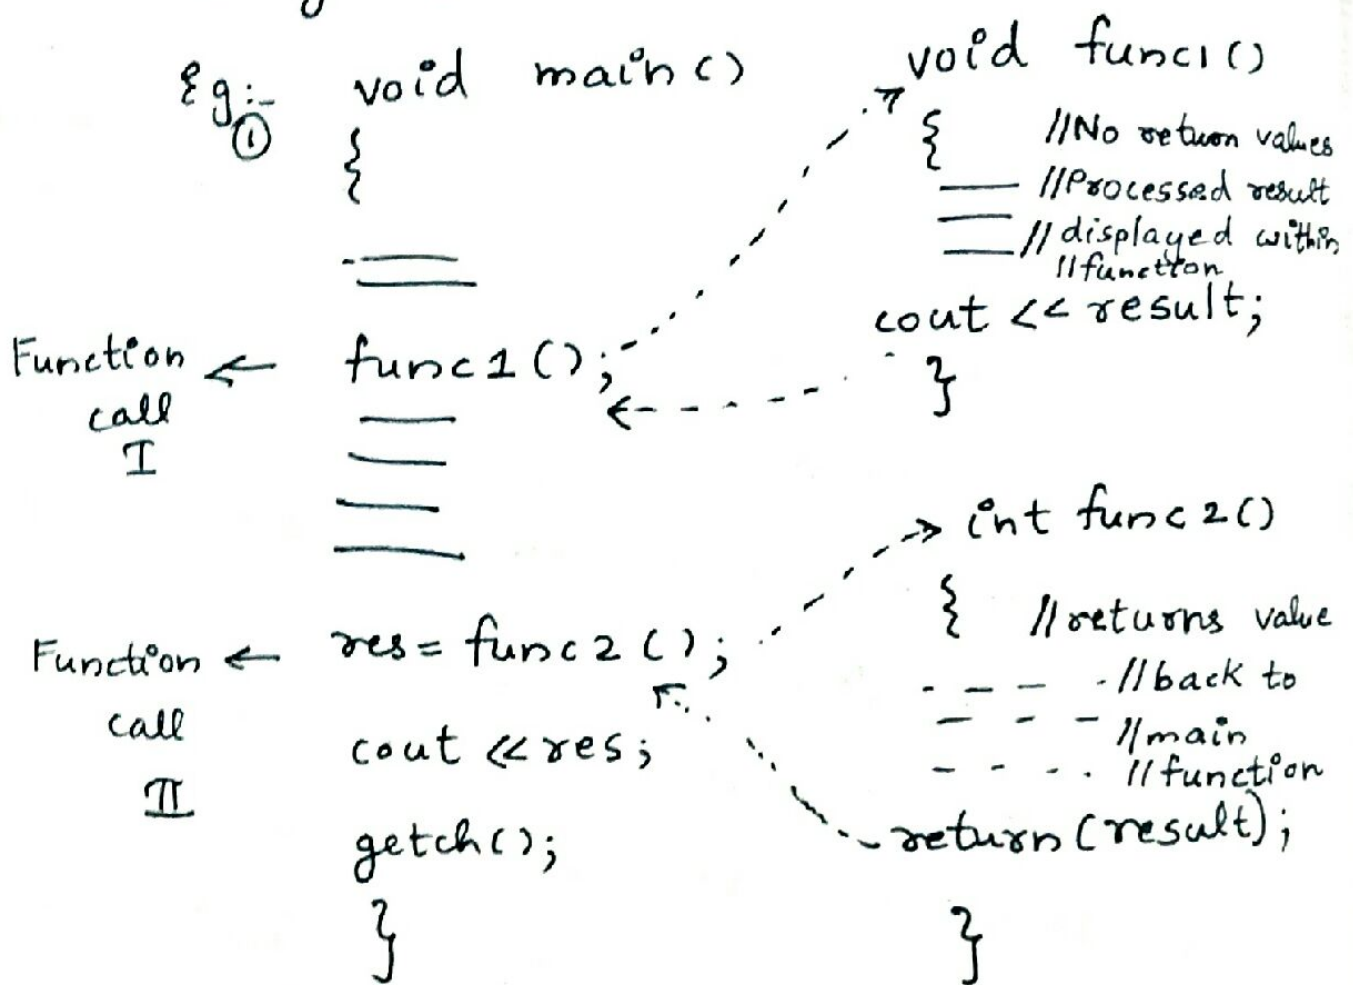 Eg:-
①
void main()
{
func1();
Function
call
I
res = func2();
Function
call
II
cout << res;
getch();
}
void func1()
{ //No return values
//Processed result
// displayed within
//function
cout << result;
}
int func2()
{ //returns value
//back to
//main
//function
return(result);
}